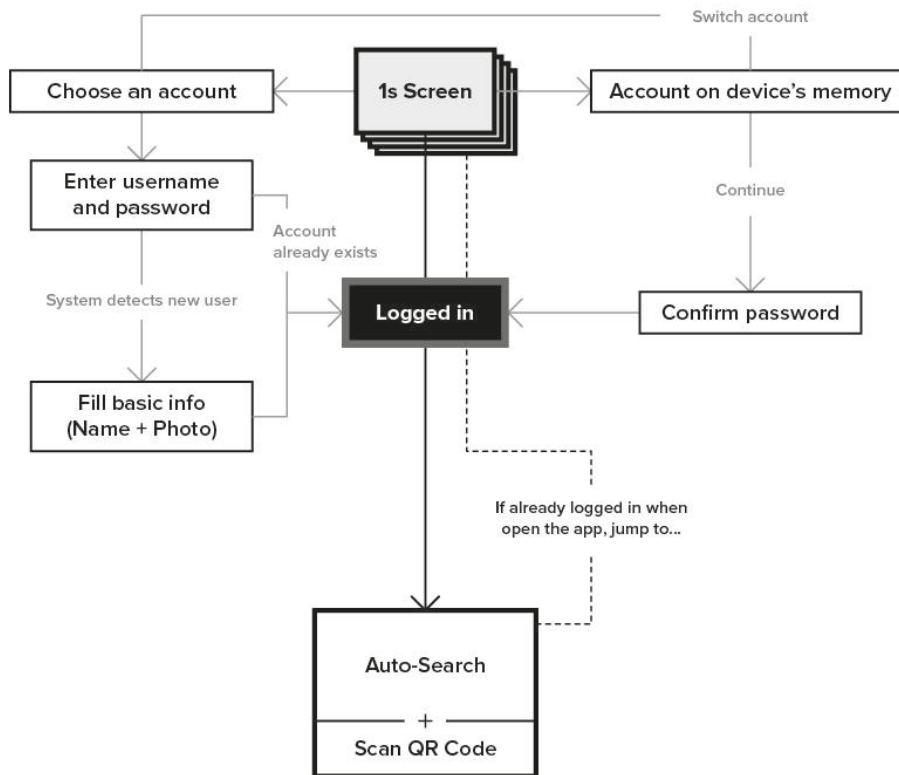 Switch account
Choose an account
1s Screen
Account on device's memory
Enter username
and password
Account
already exists
Continue
System detects new user
Logged in
Confirm password
Fill basic info
(Name + Photo)
If already logged in when
open the app, jump to...
Auto-Search
+
Scan QR Code